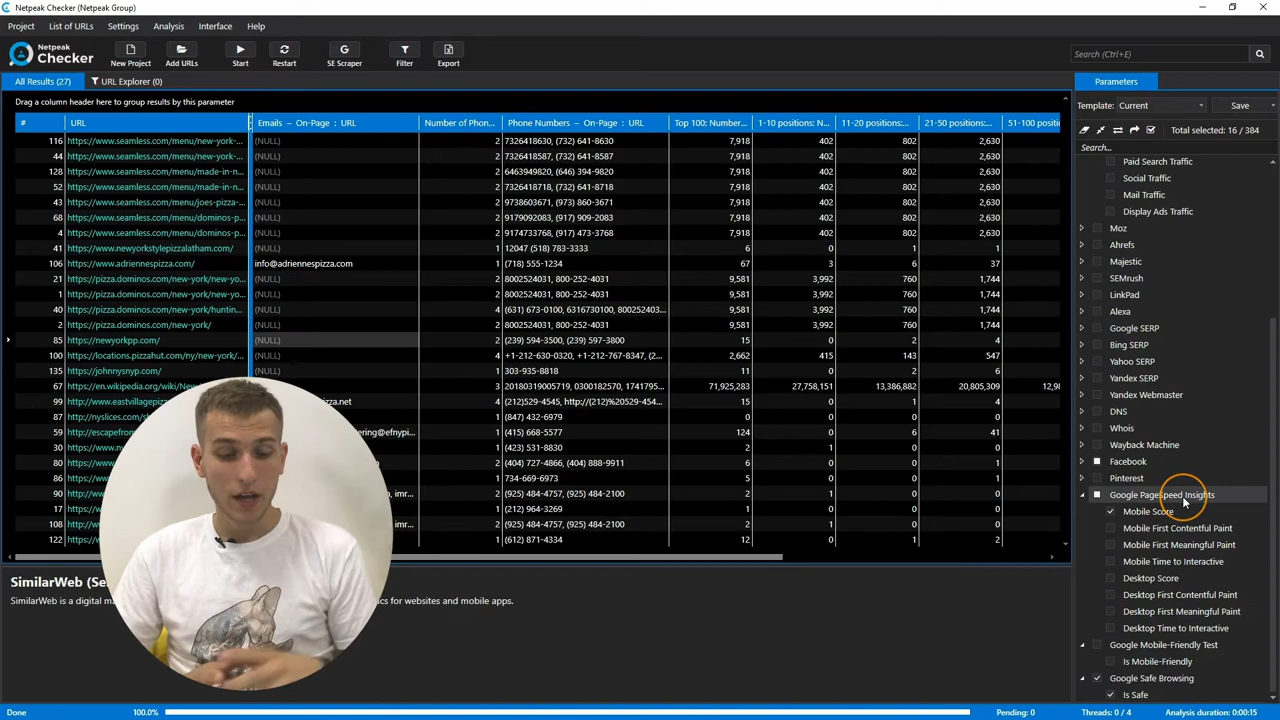 Netpeak Checker (Netpeak Group)
Project List of URLs Settings Analysis Interface Help
Netpeak
Checker
New Project Add URLs Start Restart SE Scraper Filter Export
Search (Ctrl+E)
All Results (27) URL Explorer (0)
Drag a column header here to group results by this parameter
# URL Emails – On-Page : URL Number of Phon... Phone Numbers – On-Page : URL Top 100: Number... 1-10 positions: N... 11-20 positions:... 21-50 positions:... 51-100 positi
116 https://www.seamless.com/menu/new-york-... (NULL) 2 7326418630, (732) 641-8630 7,918 402 802 2,630
44 https://www.seamless.com/menu/new-york-... (NULL) 2 7326418587, (732) 641-8587 7,918 402 802 2,630
128 https://www.seamless.com/menu/made-in-n... (NULL) 2 6463949820, (646) 394-9820 7,918 402 802 2,630
52 https://www.seamless.com/menu/made-in-n... (NULL) 2 7326418718, (732) 641-8718 7,918 402 802 2,630
43 https://www.seamless.com/menu/joes-pizza-... (NULL) 2 9738603671, (973) 860-3671 7,918 402 802 2,630
68 https://www.seamless.com/menu/dominos-p... (NULL) 2 9179092083, (917) 909-2083 7,918 402 802 2,630
4 https://www.seamless.com/menu/dominos-p... (NULL) 2 9174733768, (917) 473-3768 7,918 402 802 2,630
41 https://www.newyorkstylepizzalatham.com/ (NULL) 1 12047 (518) 783-3333 6 0 1 1
106 https://www.adriennespizza.com/ info@adriennespizza.com 1 (718) 555-1234 67 3 6 37
21 https://pizza.dominos.com/new-york/new-yo... (NULL) 2 8002524031, 800-252-4031 9,581 3,992 760 1,744
1 https://pizza.dominos.com/new-york/new-yo... (NULL) 2 8002524031, 800-252-4031 9,581 3,992 760 1,744
40 https://pizza.dominos.com/new-york/huntin... (NULL) 4 (631) 673-0100, 6316730100, 800252403... 9,581 3,992 760 1,744
2 https://pizza.dominos.com/new-york/ (NULL) 2 8002524031, 800-252-4031 9,581 3,992 760 1,744
85 https://newyorkpp.com/ (NULL) 2 (239) 594-3500, (239) 597-3800 15 0 0 4
100 https://locations.pizzahut.com/ny/new-york/... (NULL) 4 +1-212-630-0320, +1-212-767-8347, (2... 2,662 415 143 547
135 https://johnnysnyp.com/ (NULL) 1 303-935-8818 11 0 2 6
67 https://en.wikipedia.org/wiki/New 3 20180319005719, 0300182570, 1741795... 71,925,283 27,758,151 13,386,882 20,805,309 12,98
99 https://www.eastvillagepizza.com pizza.net 4 (212)529-4545, http://(212)%20529-454... 15 0 1 4
87 http://nyslices.com/sl 1 (847) 432-6979 0 0 0 0
59 http://escapefrom ering@efnypi... 1 (415) 668-5577 124 0 6 41
30 http://www.ny 1 (423) 531-8830 2 0 0 0
80 http://ww 2 (404) 727-4866, (404) 888-9911 6 0 2 1
86 https://w 1 734-669-6973 5 0 0 2
90 http://w , imr... 2 (925) 484-4757, (925) 484-2100 2 1 0 0
17 https:// 1 (212) 964-3269 0 0 0 0
108 http://w , imr... 2 (925) 484-4757, (925) 484-2100 2 1 0 0
122 https://w 1 (612) 871-4334 12 0 1 2
SimilarWeb (Se
SimilarWeb is a digital ma ics for websites and mobile apps.
Parameters
Template: Current Save
Total selected: 16 / 384
Search...
Paid Search Traffic
Social Traffic
Mail Traffic
Display Ads Traffic
Moz
Ahrefs
Majestic
SEMrush
LinkPad
Alexa
Google SERP
Bing SERP
Yahoo SERP
Yandex SERP
Yandex Webmaster
DNS
Whois
Wayback Machine
Facebook
Pinterest
Google PageSpeed Insights
Mobile Score
Mobile First Contentful Paint
Mobile First Meaningful Paint
Mobile Time to Interactive
Desktop Score
Desktop First Contentful Paint
Desktop First Meaningful Paint
Desktop Time to Interactive
Google Mobile-Friendly Test
Is Mobile-Friendly
Google Safe Browsing
Is Safe
Done 100.0% Pending: 0 Threads: 0 / 4 Analysis duration: 0:00:15